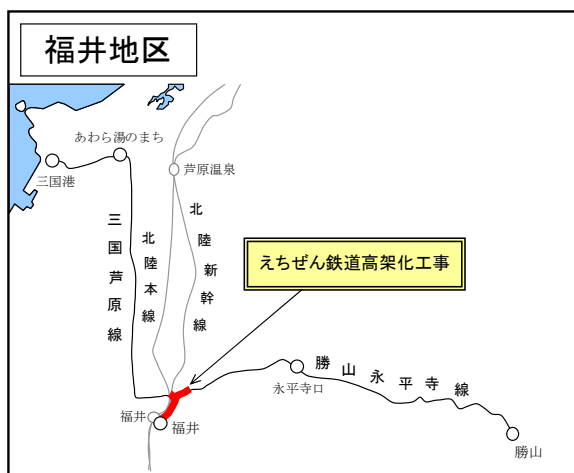 福井地区
あわら湯のまち
三国港
芦原温泉
三国芦原線
北陸本線
北陸新幹線
えちぜん鉄道高架化工事
永平寺口
勝山永平寺線
福井
福井
勝山